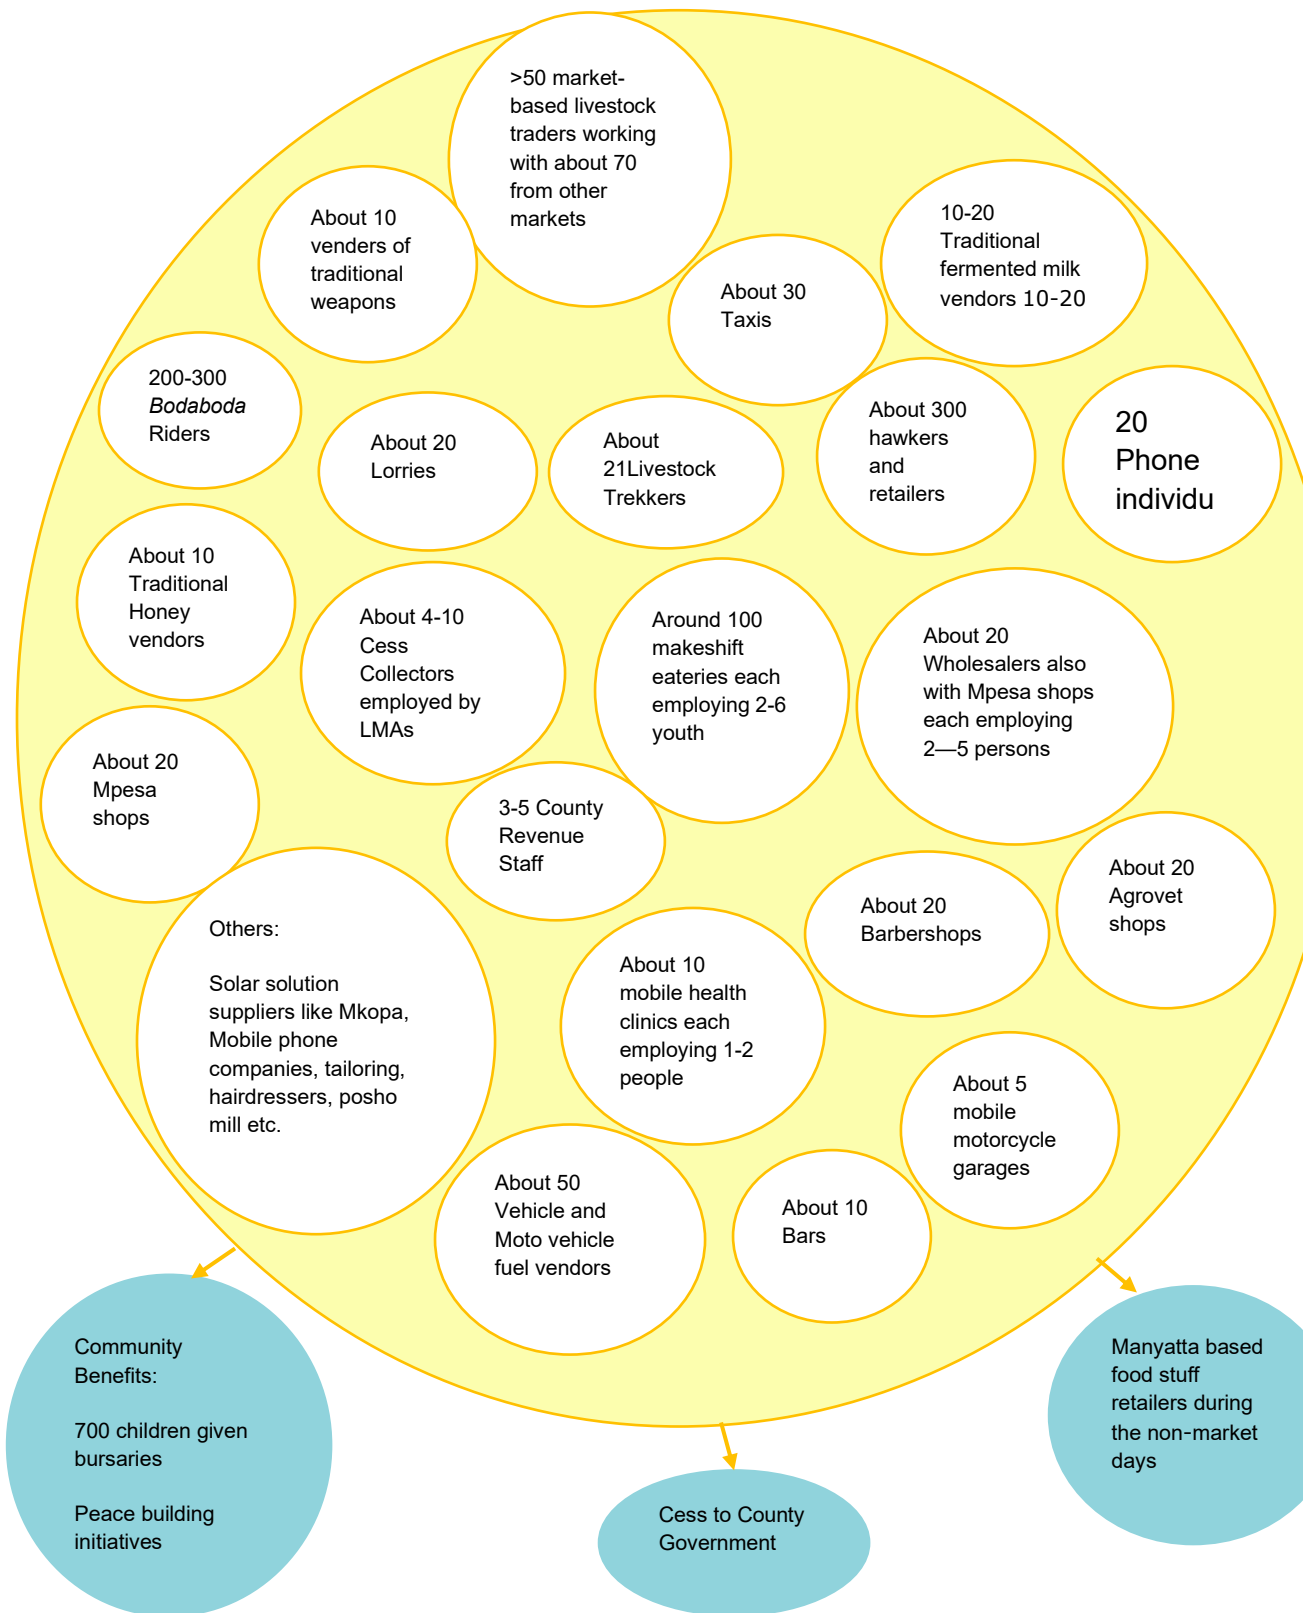 >50 market-
based livestock
traders working
with about 70
from other
markets
About 10
venders of
traditional
weapons
10-20
Traditional
fermented milk
vendors 10-20
About 30
Taxis
200-300
Bodaboda
Riders
About 20
Lorries
About
21Livestock
Trekkers
About 300
hawkers
and
retailers
20
Phone
individu
About 10
Traditional
Honey
vendors
About 4-10
Cess
Collectors
employed by
LMAs
Around 100
makeshift
eateries each
employing 2-6
youth
About 20
Wholesalers also
with Mpesa shops
each employing
2—5 persons
About 20
Mpesa
shops
3-5 County
Revenue
Staff
About 20
Barbershops
About 20
Agrovet
shops
Others:
Solar solution
suppliers like Mkopa,
Mobile phone
companies, tailoring,
hairdressers, posho
mill etc.
About 10
mobile health
clinics each
employing 1-2
people
About 5
mobile
motorcycle
garages
About 50
Vehicle and
Moto vehicle
fuel vendors
About 10
Bars
Community
Benefits:
700 children given
bursaries
Peace building
initiatives
Cess to County
Government
Manyatta based
food stuff
retailers during
the non-market
days